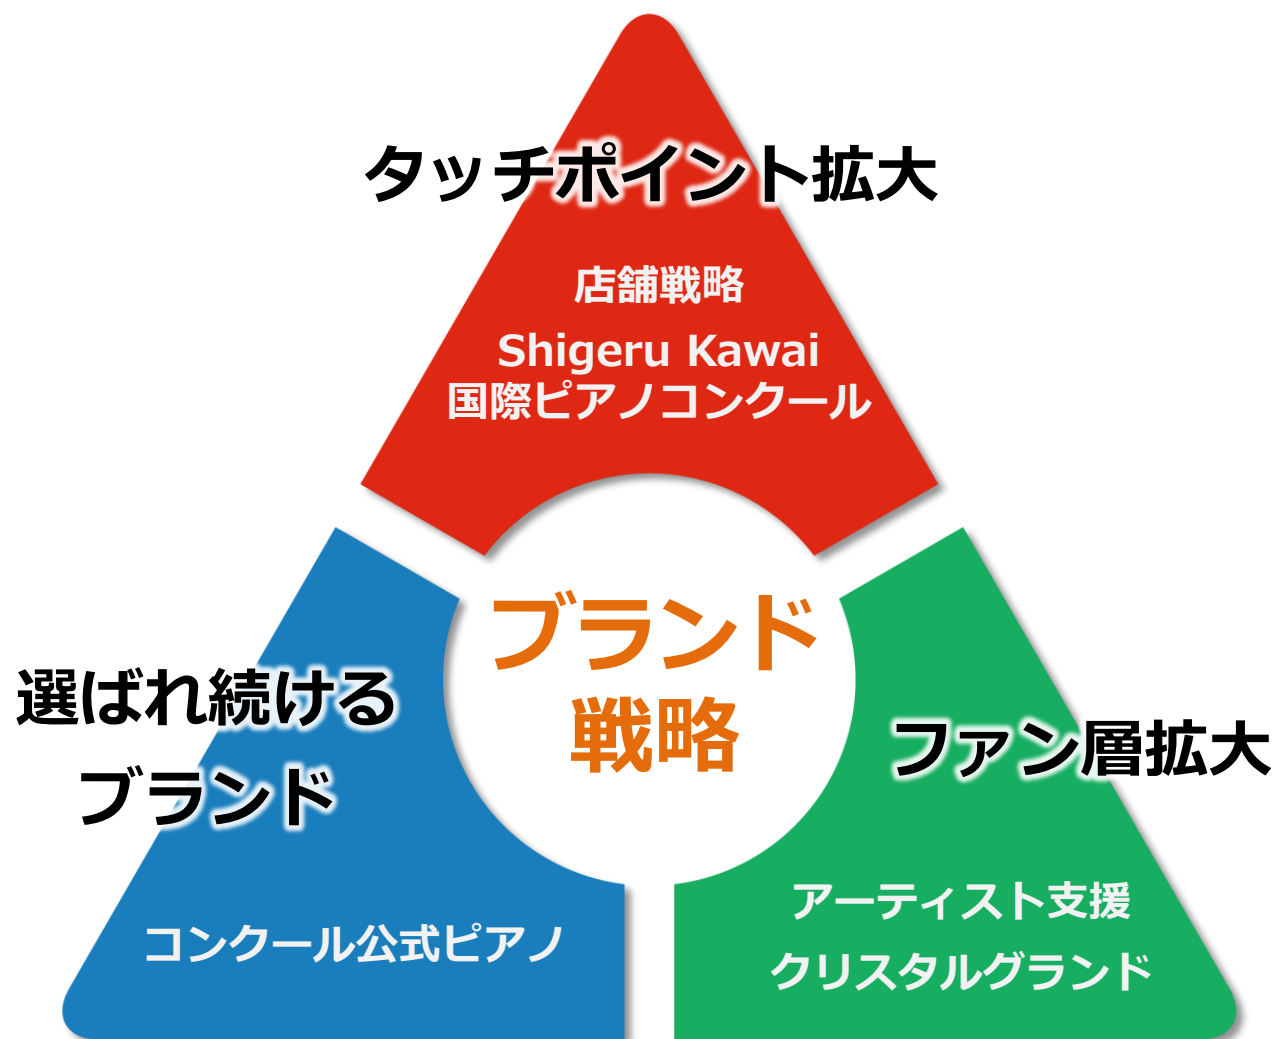 タッチポイント拡大
店舗戦略
Shigeru Kawai
国際ピアノコンクール
ブランド
戦略
選ばれ続ける
ブランド
コンクール公式ピアノ
ファン層拡大
アーティスト支援
クリスタルグランド